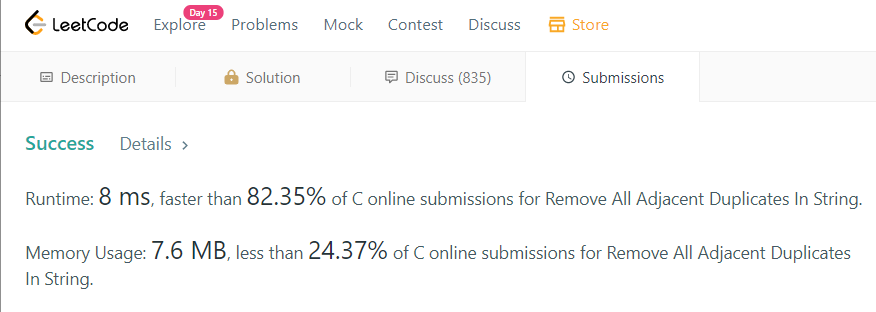 Day 15
LeetCode Explore Problems Mock Contest Discuss Store
Description Solution Discuss (835) Submissions
Success Details >
Runtime: 8 ms, faster than 82.35% of C online submissions for Remove All Adjacent Duplicates In String.
Memory Usage: 7.6 MB, less than 24.37% of C online submissions for Remove All Adjacent Duplicates
In String.